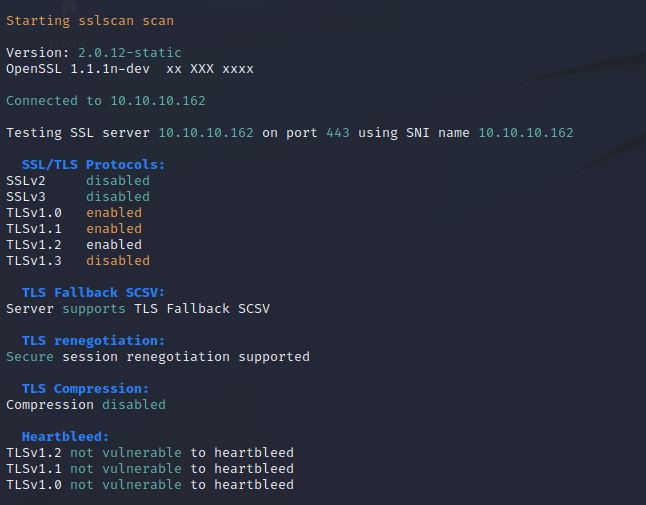 Starting sslscan scan
Version: 2.0.12-static
OpenSSL 1.1.1n-dev  xx XXX xxxx
Connected to 10.10.10.162
Testing SSL server 10.10.10.162 on port 443 using SNI name 10.10.10.162
SSL/TLS Protocols:
SSLv2     disabled
SSLv3     disabled
TLSv1.0   enabled
TLSv1.1   enabled
TLSv1.2   enabled
TLSv1.3   disabled
TLS Fallback SCSV:
Server supports TLS Fallback SCSV
TLS renegotiation:
Secure session renegotiation supported
TLS Compression:
Compression disabled
Heartbleed:
TLSv1.2 not vulnerable to heartbleed
TLSv1.1 not vulnerable to heartbleed
TLSv1.0 not vulnerable to heartbleed